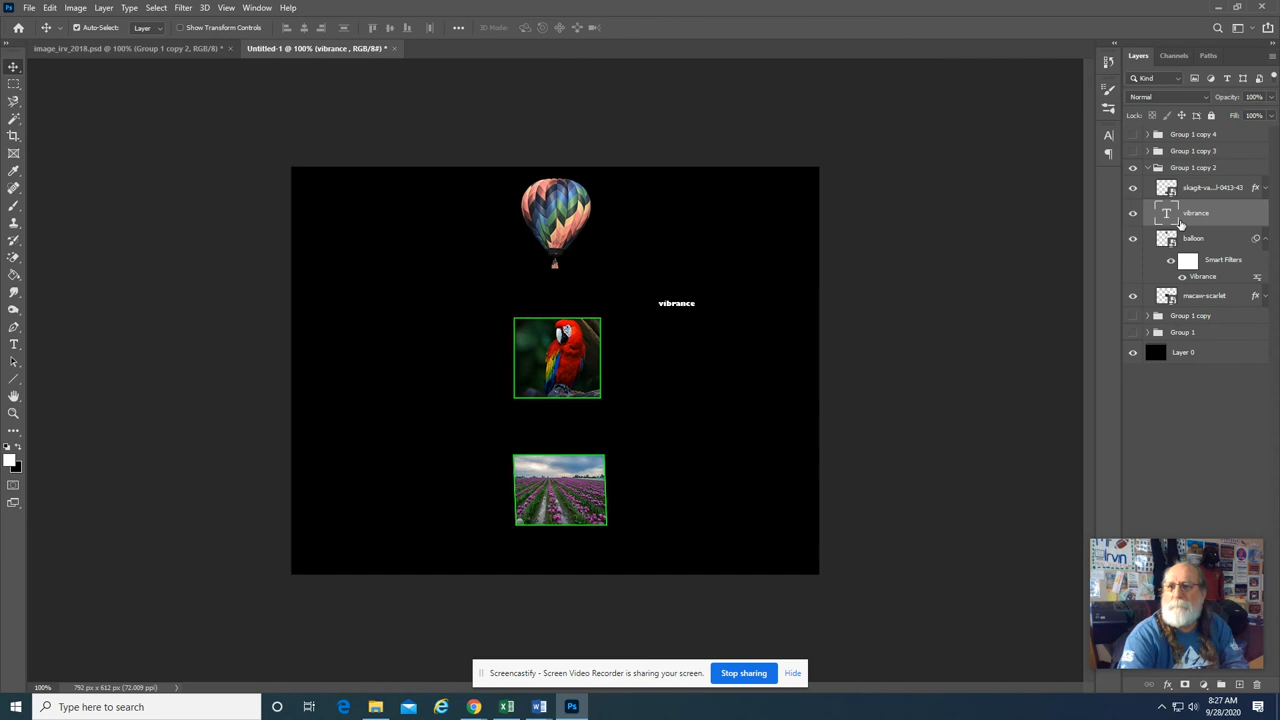 File Edit Image Layer Type Select Filter 3D View Window Help
Auto-Select: Layer Show Transform Controls 3D Mode:
image_irv_2018.psd @ 100% (Group 1 copy 2, RGB/8) * × Untitled-1 @ 100% (vibrance , RGB/8#) * ×
Layers Channels Paths
Kind
Normal Opacity: 100%
Lock: Fill: 100%
Group 1 copy 4
Group 1 copy 3
Group 1 copy 2
skagit-va...l-0413-43 fx
T vibrance
balloon
Smart Filters
Vibrance
macaw-scarlet fx
Group 1 copy
Group 1
Layer 0
vibrance
Screencastify - Screen Video Recorder is sharing your screen. Stop sharing Hide
100% 792 px x 612 px (72.009 ppi)
Type here to search
8:27 AM
9/28/2020